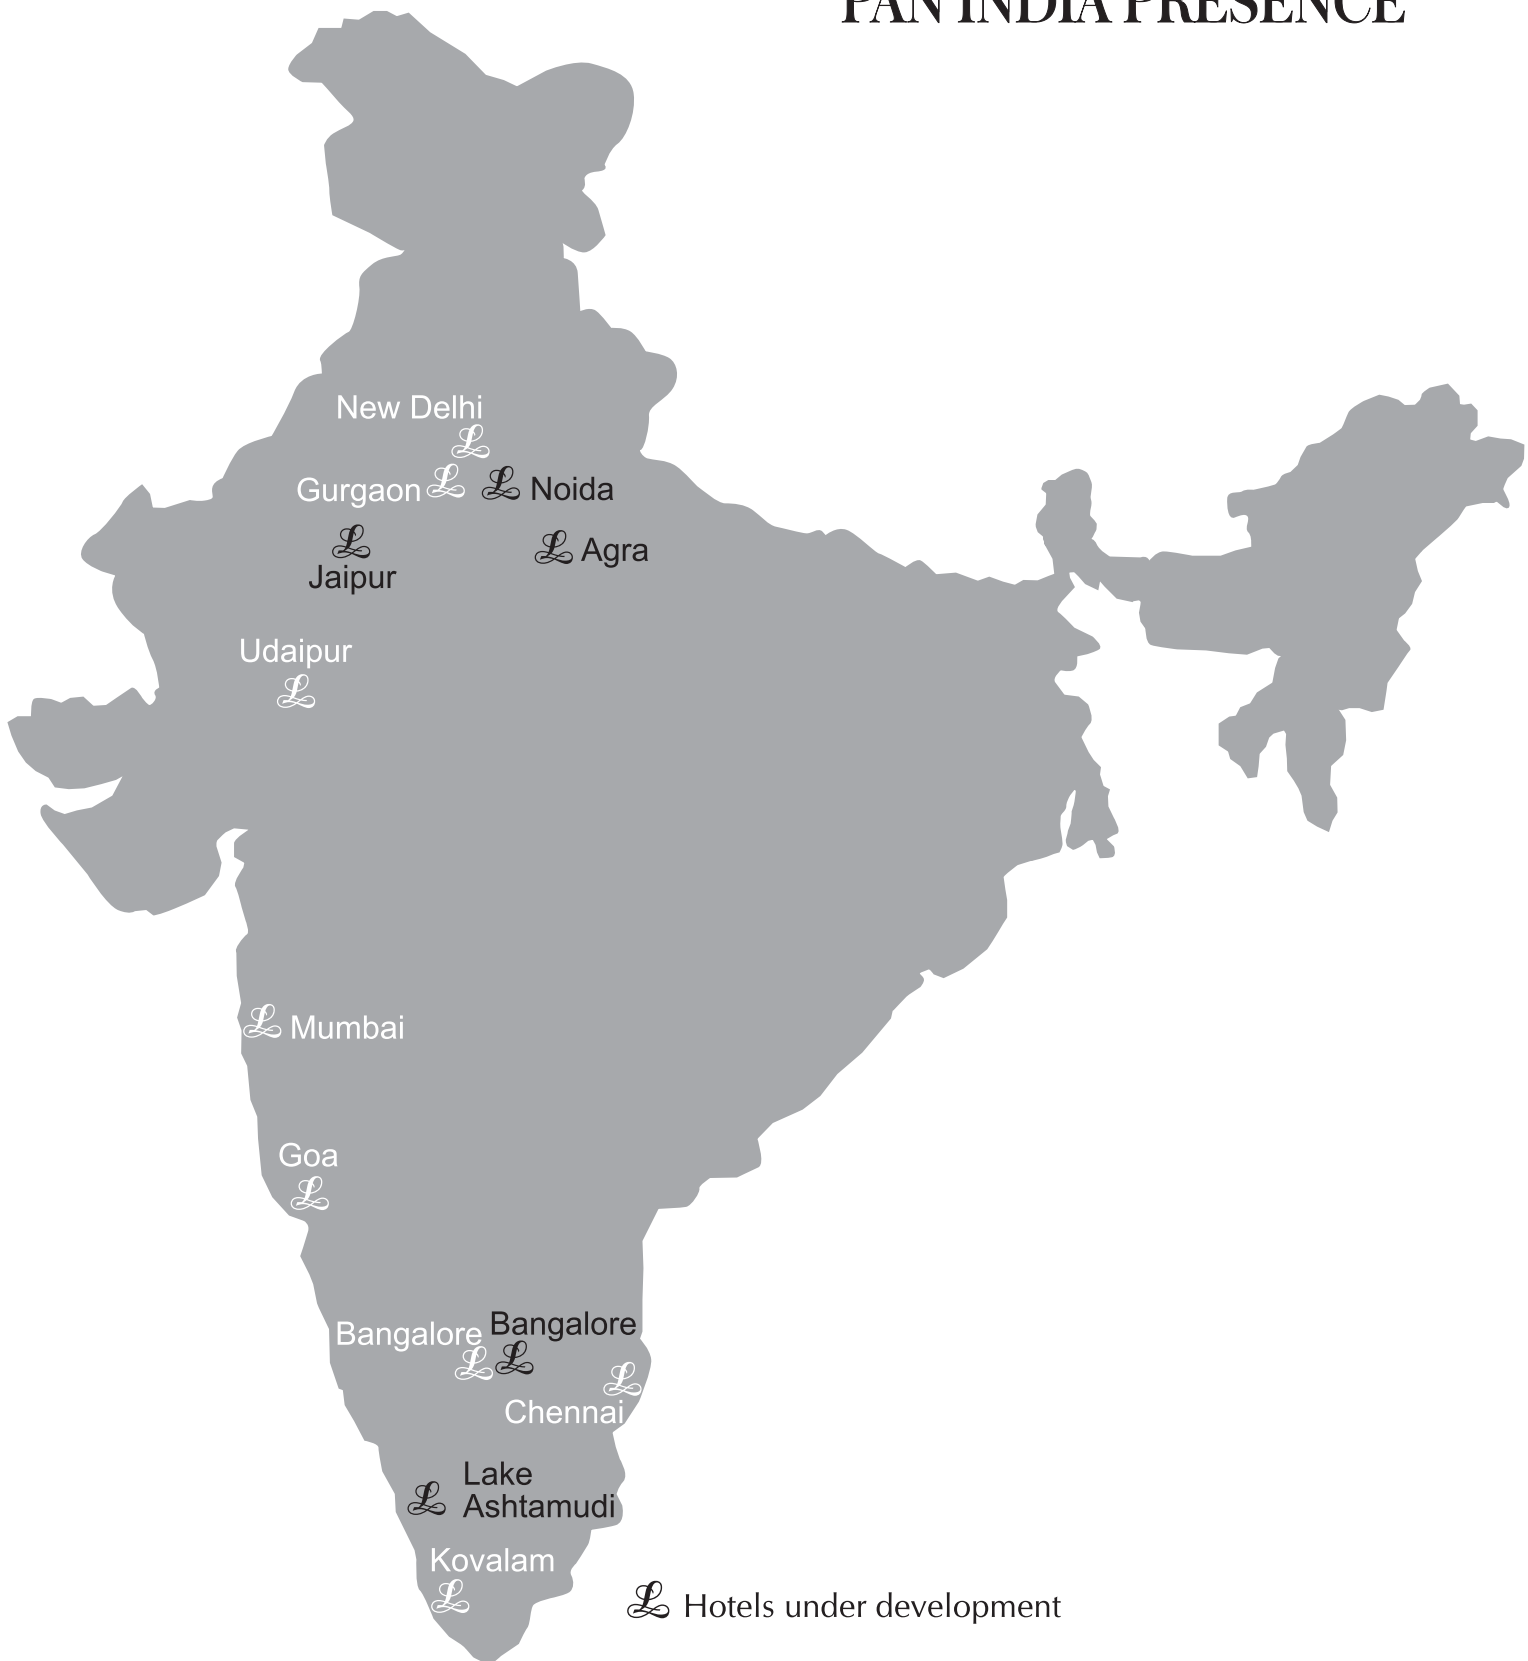 PAN INDIA PRESENCE
New Delhi
Gurgaon
Noida
Jaipur
Agra
Udaipur
Mumbai
Goa
Bangalore
Bangalore
Chennai
Lake
Ashtamudi
Kovalam
Hotels under development